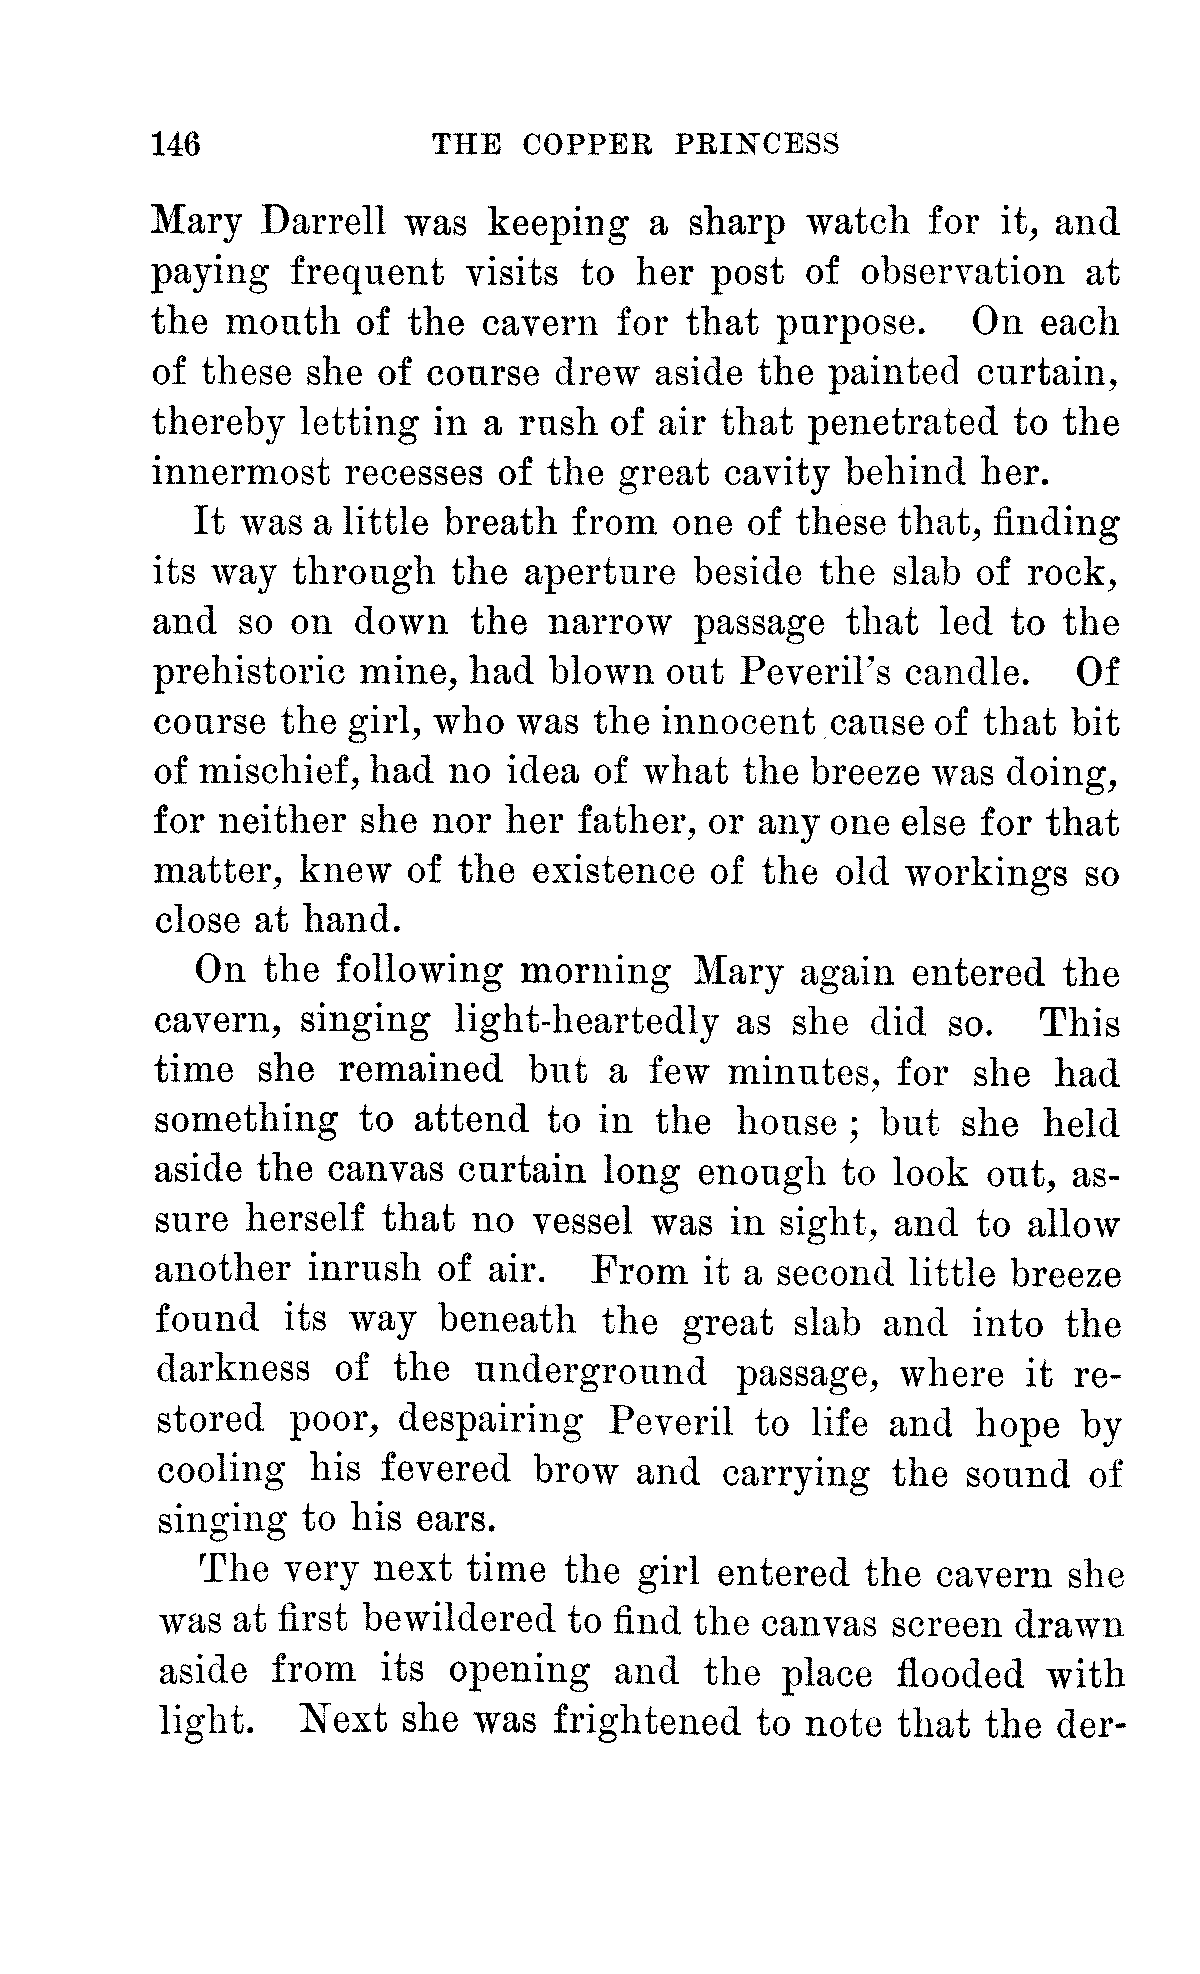 146 THE COPPER PRINCESS
Mary Darrell was keeping a sharp watch for it, and
paying frequent visits to her post of observation at
the mouth of the cavern for that purpose. On each
of these she of course drew aside the painted curtain,
thereby letting in a rush of air that penetrated to the
innermost recesses of the great cavity behind her.
It was a little breath from one of these that, finding
its way through the aperture beside the slab of rock,
and so on down the narrow passage that led to the
prehistoric mine, had blown out Peveril's candle. Of
course the girl, who was the innocent cause of that bit
of mischief, had no idea of what the breeze was doing,
for neither she nor her father, or any one else for that
matter, knew of the existence of the old workings so
close at hand.
On the following morning Mary again entered the
cavern, singing light-heartedly as she did so. This
time she remained but a few minutes, for she had
something to attend to in the house ; but she held
aside the canvas curtain long enough to look out, as-
sure herself that no vessel was in sight, and to allow
another inrush of air. From it a second little breeze
found its way beneath the great slab and into the
darkness of the underground passage, where it re-
stored poor, despairing Peveril to life and hope by
cooling his fevered brow and carrying the sound of
singing to his ears.
The very next time the girl entered the cavern she
was at first bewildered to find the canvas screen drawn
aside from its opening and the place flooded with
light. Next she was frightened to note that the der-